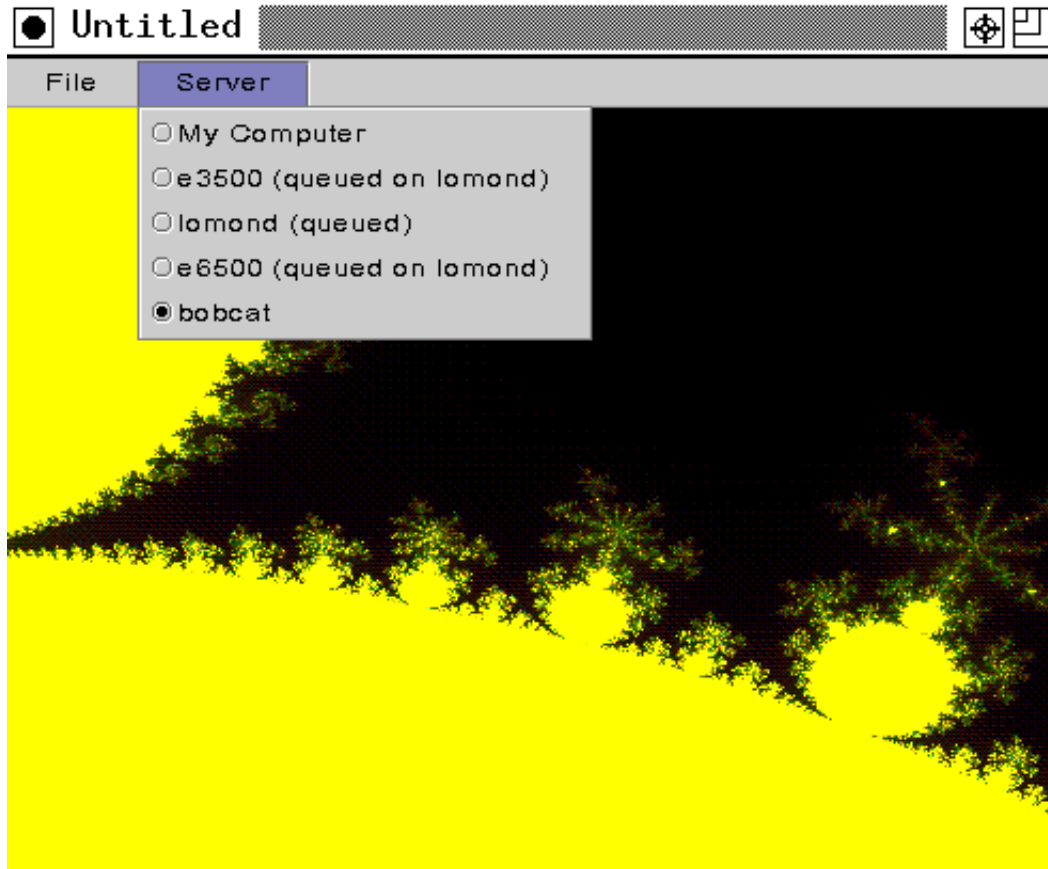 Untitled
File Server
My Computer
e3500 (queued on lomond)
lomond (queued)
e6500 (queued on lomond)
bobcat